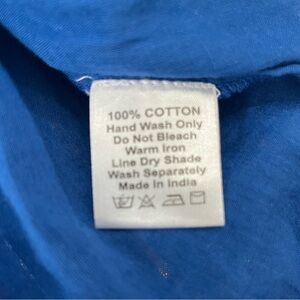 100% COTTON
Hand Wash Only
Do Not Bleach
Warm Iron
Line Dry Shade
Wash Separately
Made in India